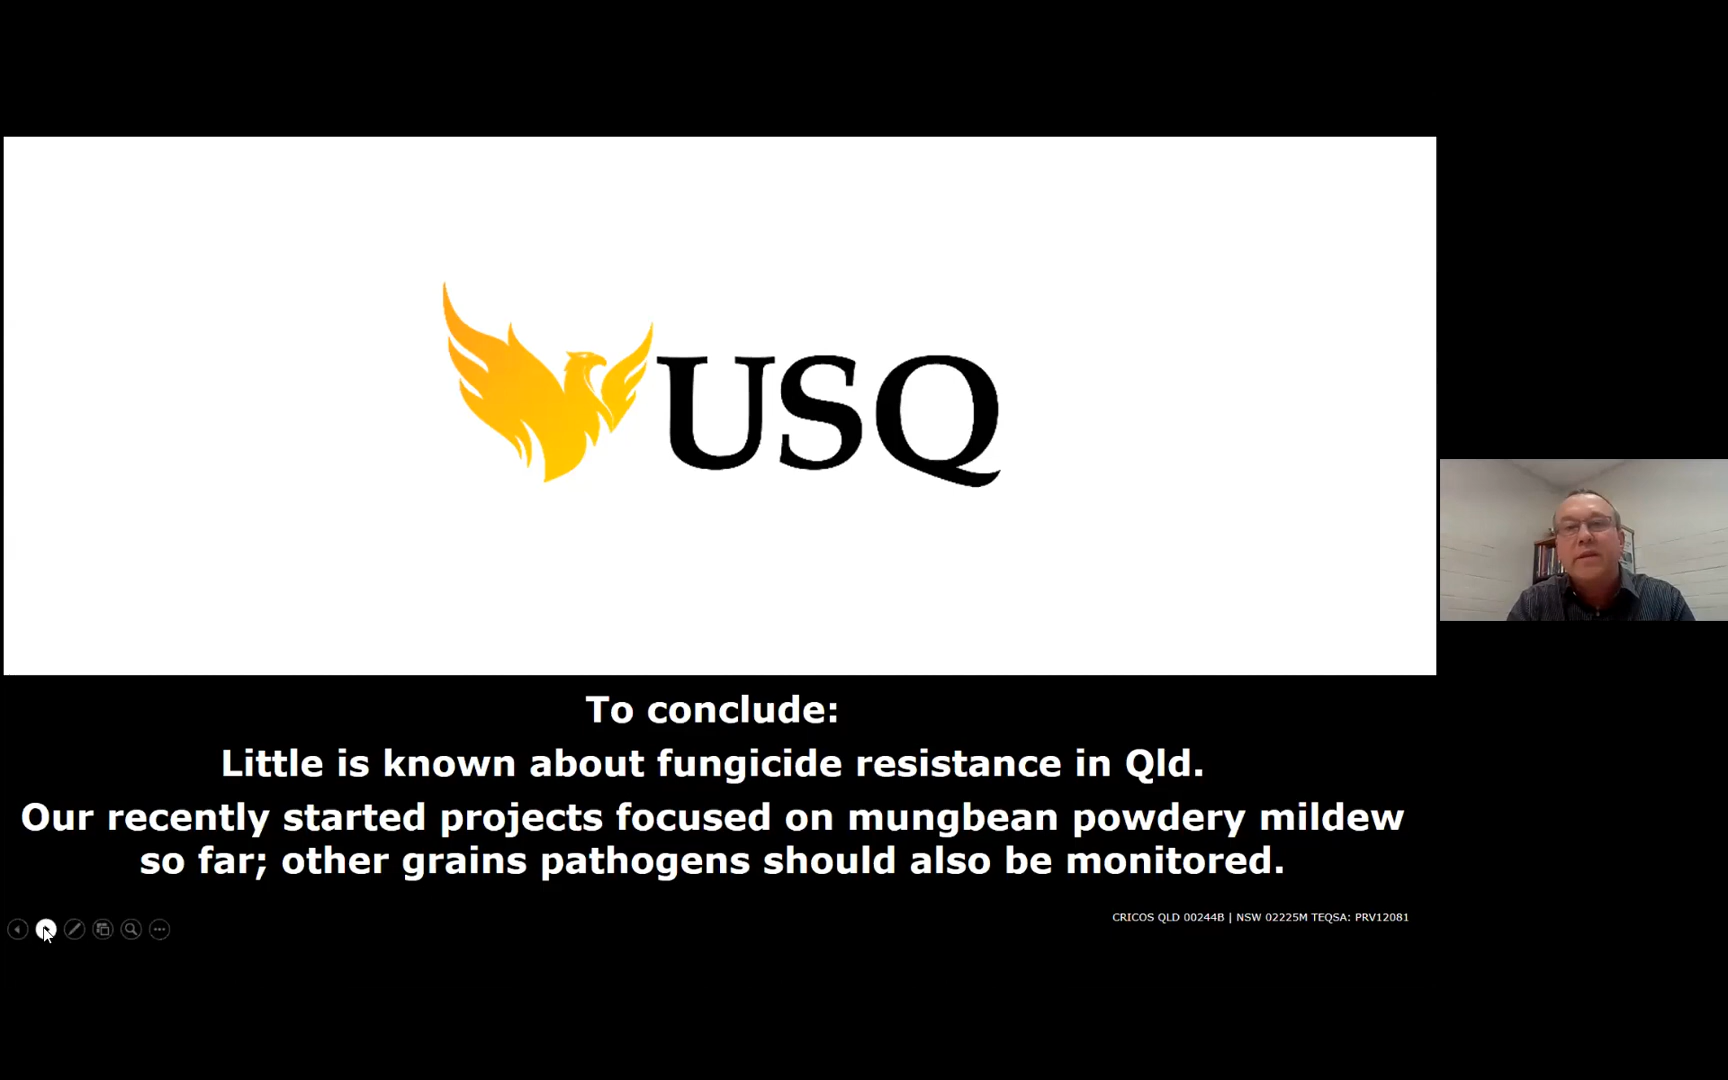 USQ
To conclude:
Little is known about fungicide resistance in Qld.
Our recently started projects focused on mungbean powdery mildew
so far; other grains pathogens should also be monitored.
CRICOS QLD 00244B | NSW 02225M TEQSA: PRV12081